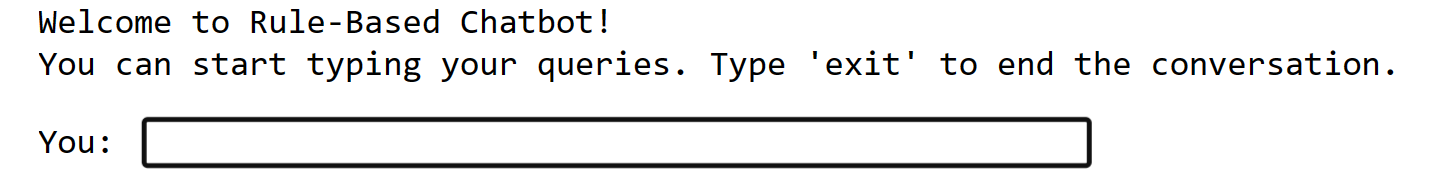 Welcome to Rule-Based Chatbot!
You can start typing your queries. Type 'exit' to end the conversation.
You: